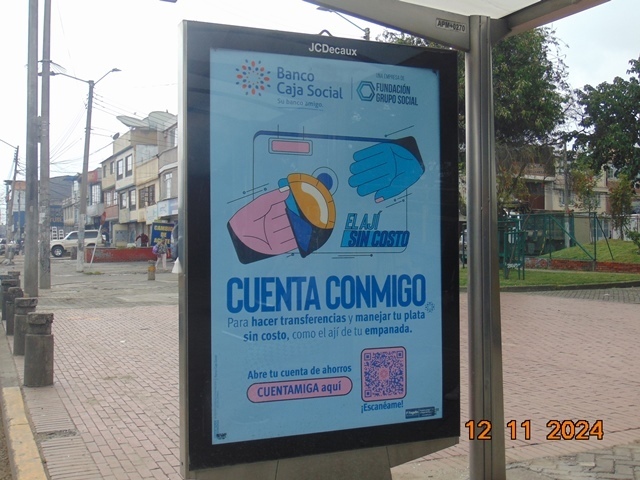 APM*6270
JCDecaux
Banco
Caja Social
Tu banco amigo
UNA EMPRESA DE
FUNDACIÓN
GRUPO SOCIAL
EL AJÍ
SIN COSTO
CUENTA CONMIGO
Para hacer transferencias y manejar tu plata
sin costo, como el ají de tu empanada.
Abre tu cuenta de ahorros
CUENTAMIGA aquí
¡Escanéame!
12 11 2024